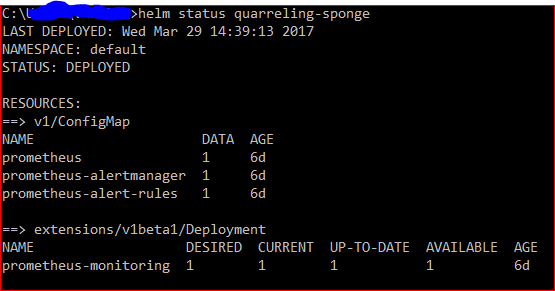 C:\U >helm status quarreling-sponge
LAST DEPLOYED: Wed Mar 29 14:39:13 2017
NAMESPACE: default
STATUS: DEPLOYED
RESOURCES:
==> v1/ConfigMap
NAME DATA AGE
prometheus 1 6d
prometheus-alertmanager 1 6d
prometheus-alert-rules 1 6d
==> extensions/v1beta1/Deployment
NAME DESIRED CURRENT UP-TO-DATE AVAILABLE AGE
prometheus-monitoring 1 1 1 1 6d